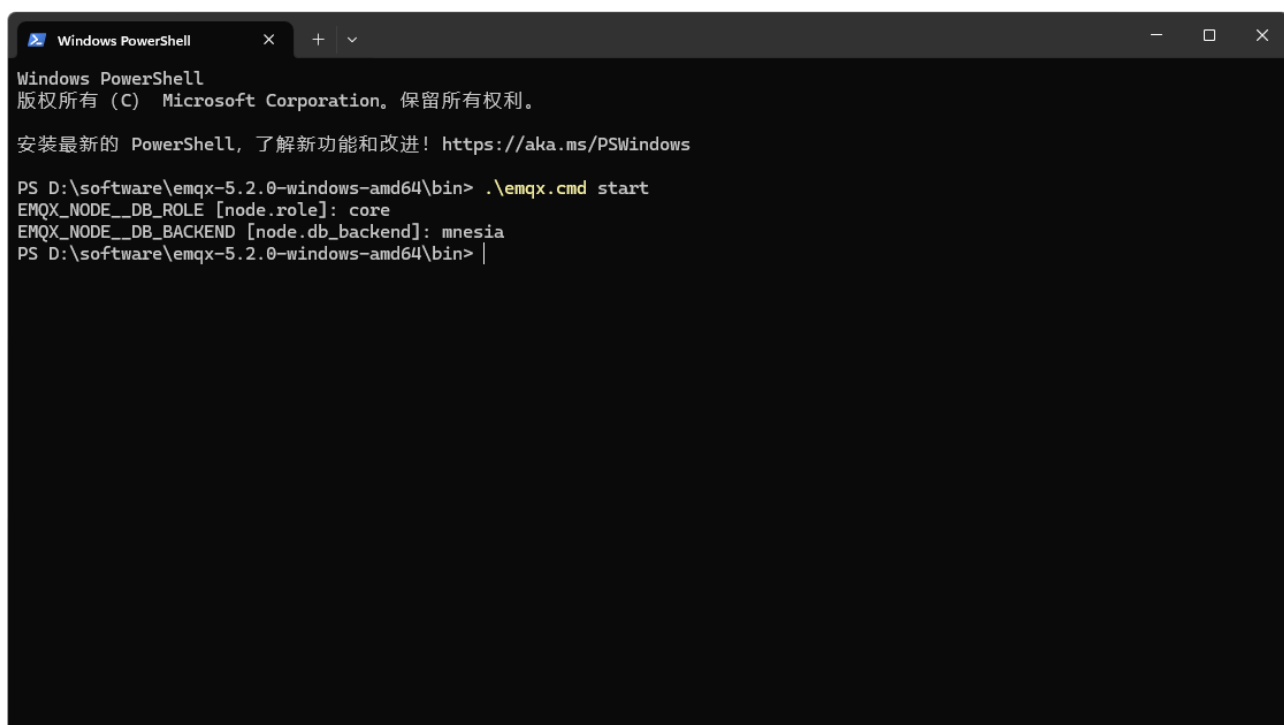 Windows PowerShell
Windows PowerShell
版权所有 (C)  Microsoft Corporation。保留所有权利。
安装最新的 PowerShell，了解新功能和改进！https://aka.ms/PSWindows
PS D:\software\emqx-5.2.0-windows-amd64\bin> .\emqx.cmd start
EMQX_NODE__DB_ROLE [node.role]: core
EMQX_NODE__DB_BACKEND [node.db_backend]: mnesia
PS D:\software\emqx-5.2.0-windows-amd64\bin>